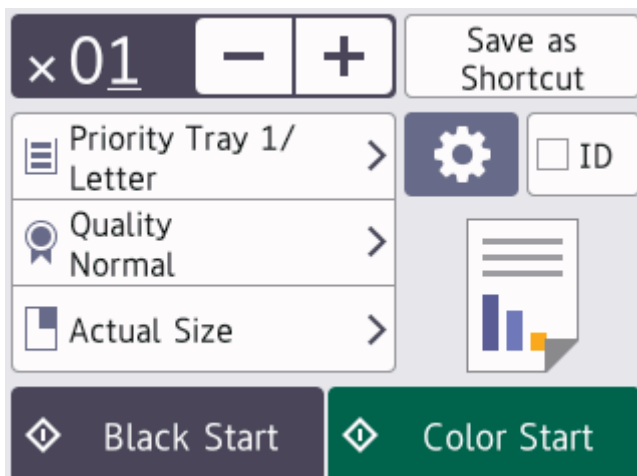 ×01 − +
Save as
Shortcut
Priority Tray 1/
Letter
ID
Quality
Normal
Actual Size
Black Start
Color Start